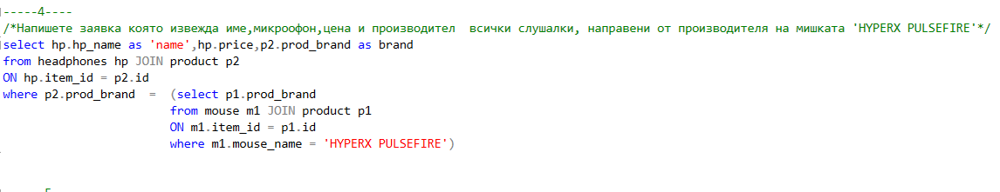 -----4----
/*Напишете заявка която извежда име,микроофон,цена и производител  всички слушалки, направени от производителя на мишката 'HYPERX PULSEFIRE'*/
select hp.hp_name as 'name',hp.price,p2.prod_brand as brand
from headphones hp JOIN product p2
ON hp.item_id = p2.id
where p2.prod_brand  =  (select p1.prod_brand
from mouse m1 JOIN product p1
ON m1.item_id = p1.id
where m1.mouse_name = 'HYPERX PULSEFIRE')